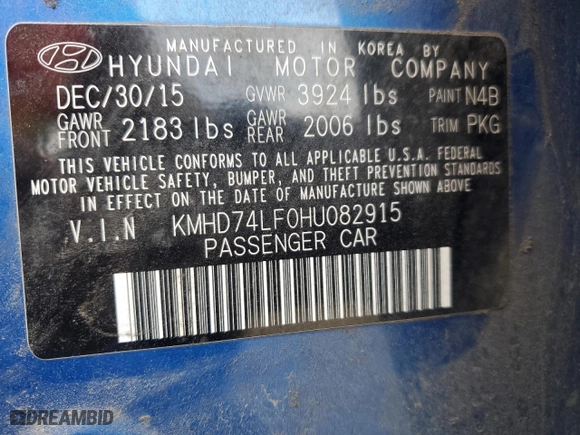 MANUFACTURED IN KOREA BY
HYUNDAI MOTOR COMPANY
DEC/30/15 GVWR 3924 lbs PAINT N4B
GAWR FRONT 2183 lbs GAWR REAR 2006 lbs TRIM PKG
THIS VEHICLE CONFORMS TO ALL APPLICABLE U.S.A. FEDERAL
MOTOR VEHICLE SAFETY, BUMPER, AND THEFT PREVENTION STANDARDS
IN EFFECT ON THE DATE OF MANUFACTURE SHOWN ABOVE
V.I.N KMHD74LF0HU082915
PASSENGER CAR
DREAMBID